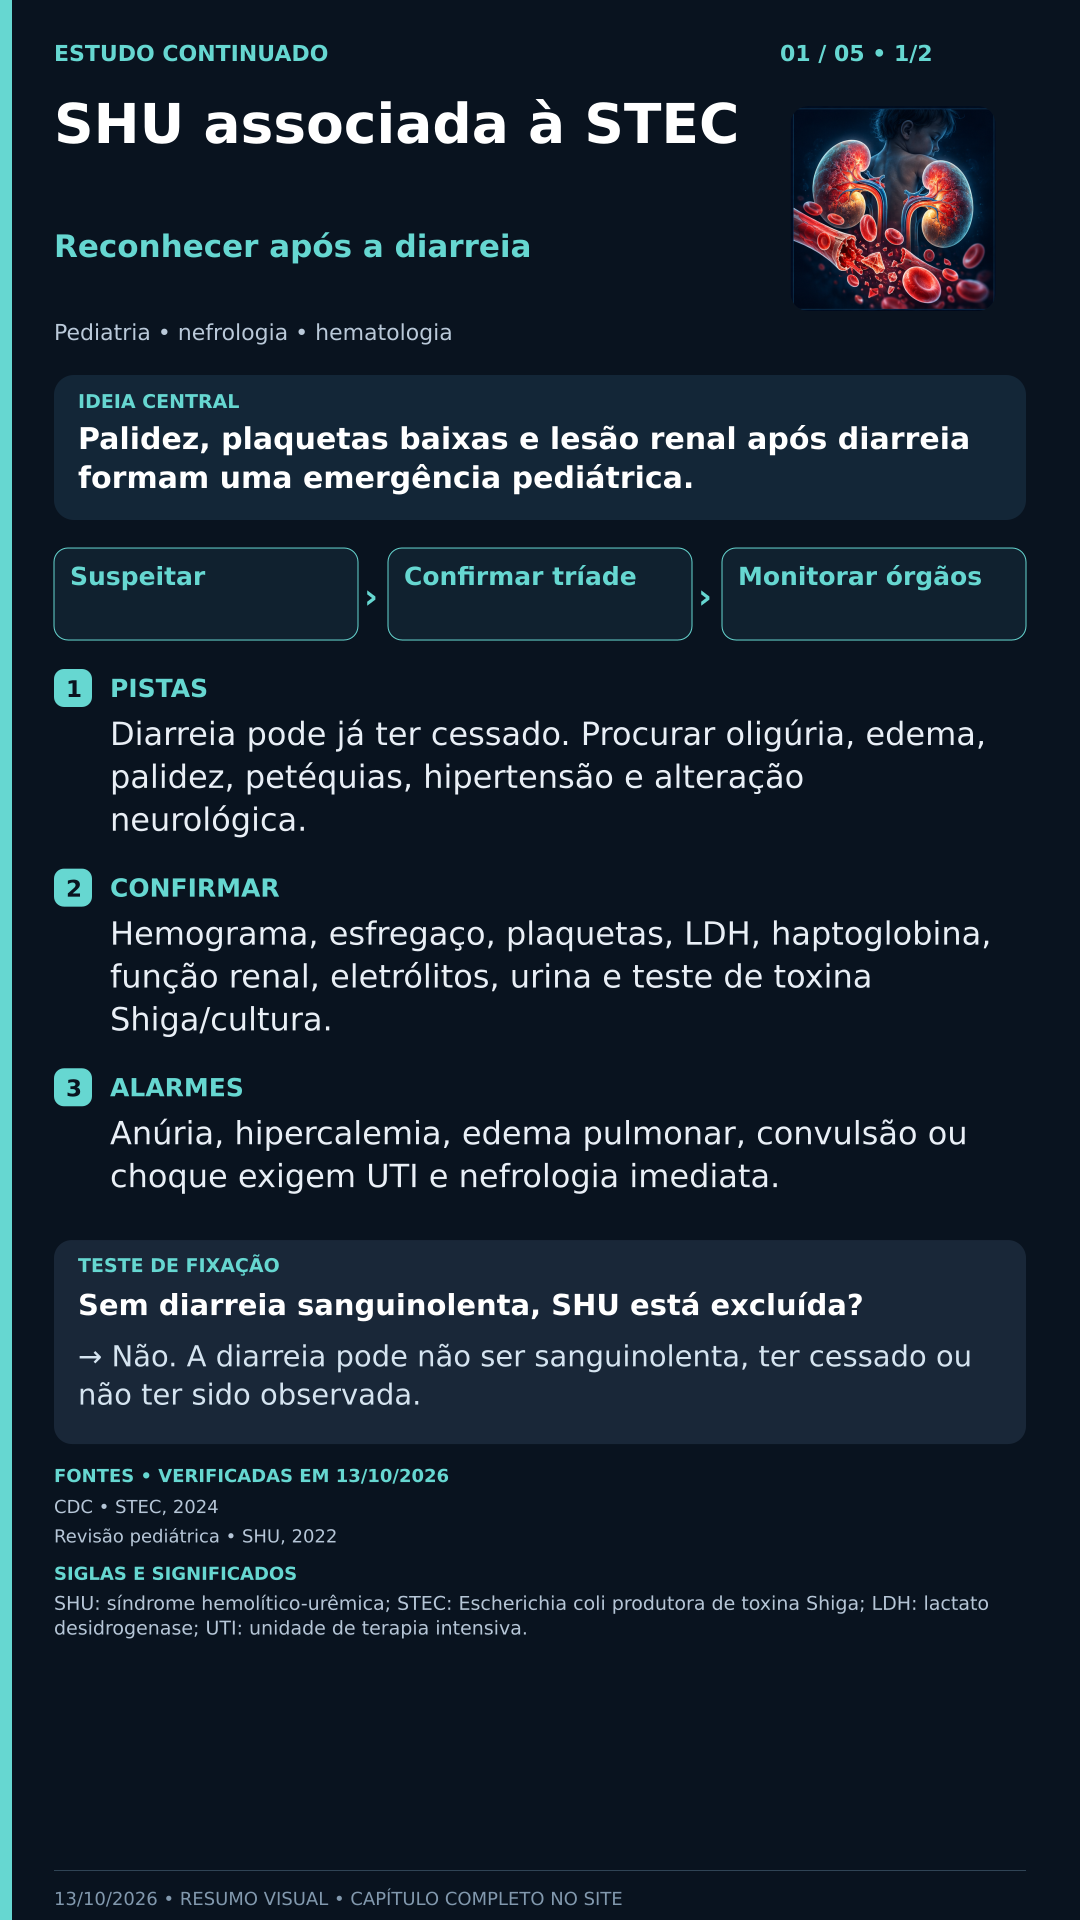 ESTUDO CONTINUADO
01 / 05 • 1/2
SHU associada à STEC
Reconhecer após a diarreia
Pediatria • nefrologia • hematologia
IDEIA CENTRAL
Palidez, plaquetas baixas e lesão renal após diarreia
formam uma emergência pediátrica.
Suspeitar
›
Confirmar tríade
›
Monitorar órgãos
1 PISTAS
Diarreia pode já ter cessado. Procurar oligúria, edema,
palidez, petéquias, hipertensão e alteração
neurológica.
2 CONFIRMAR
Hemograma, esfregaço, plaquetas, LDH, haptoglobina,
função renal, eletrólitos, urina e teste de toxina
Shiga/cultura.
3 ALARMES
Anúria, hipercalemia, edema pulmonar, convulsão ou
choque exigem UTI e nefrologia imediata.
TESTE DE FIXAÇÃO
Sem diarreia sanguinolenta, SHU está excluída?
→ Não. A diarreia pode não ser sanguinolenta, ter cessado ou
não ter sido observada.
FONTES • VERIFICADAS EM 13/10/2026
CDC • STEC, 2024
Revisão pediátrica • SHU, 2022
SIGLAS E SIGNIFICADOS
SHU: síndrome hemolítico-urêmica; STEC: Escherichia coli produtora de toxina Shiga; LDH: lactato
desidrogenase; UTI: unidade de terapia intensiva.
13/10/2026 • RESUMO VISUAL • CAPÍTULO COMPLETO NO SITE